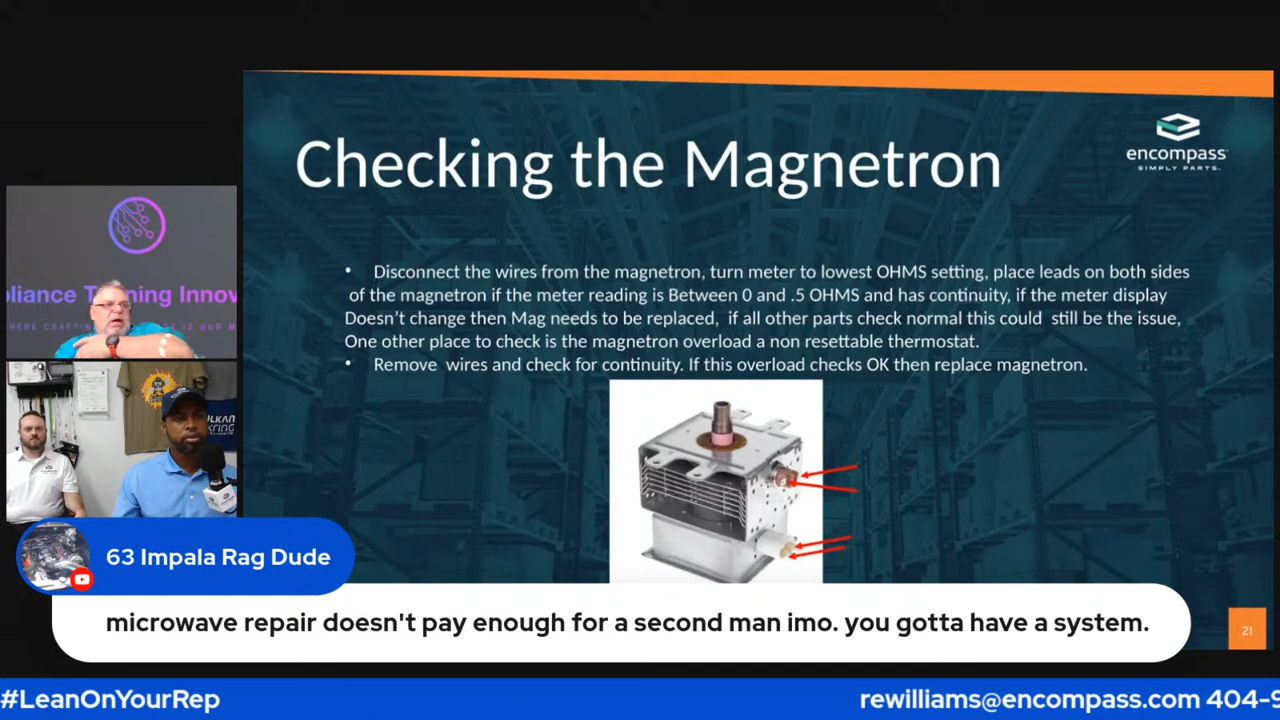 Checking the Magnetron
encompass
SIMPLY PARTS.
pliance Training Innov
• Disconnect the wires from the magnetron, turn meter to lowest OHMS setting, place leads on both sides
of the magnetron if the meter reading is Between 0 and .5 OHMS and has continuity, if the meter display
Doesn't change then Mag needs to be replaced, if all other parts check normal this could still be the issue,
One other place to check is the magnetron overload a non resettable thermostat.
• Remove wires and check for continuity. If this overload checks OK then replace magnetron.
63 Impala Rag Dude
microwave repair doesn't pay enough for a second man imo. you gotta have a system.
21
#LeanOnYourRep
rewilliams@encompass.com 404-9